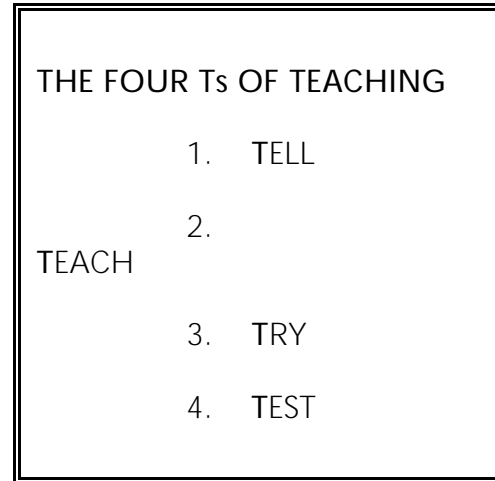 THE FOUR Ts OF TEACHING
1. TELL
2.
TEACH
3. TRY
4. TEST